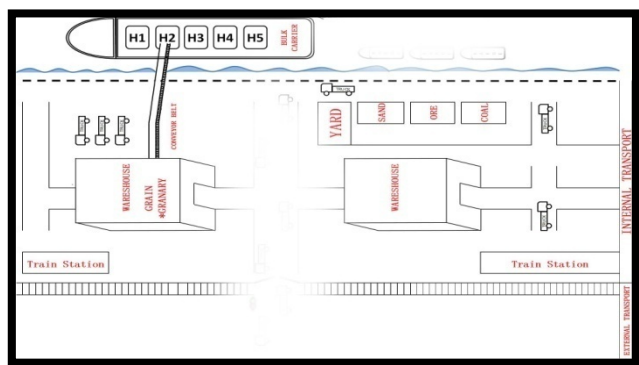 H1 H2 H3 H4 H5
BULK
CARRIER
CONVEYOR BELT
YARD
SAND
ORE
COAL
WARESHOUSE
GRAIN
*GRANARY
WAREHOUSE
Train Station
Train Station
INTERNAL TRANSPORT
EXTERNAL TRANSPORT